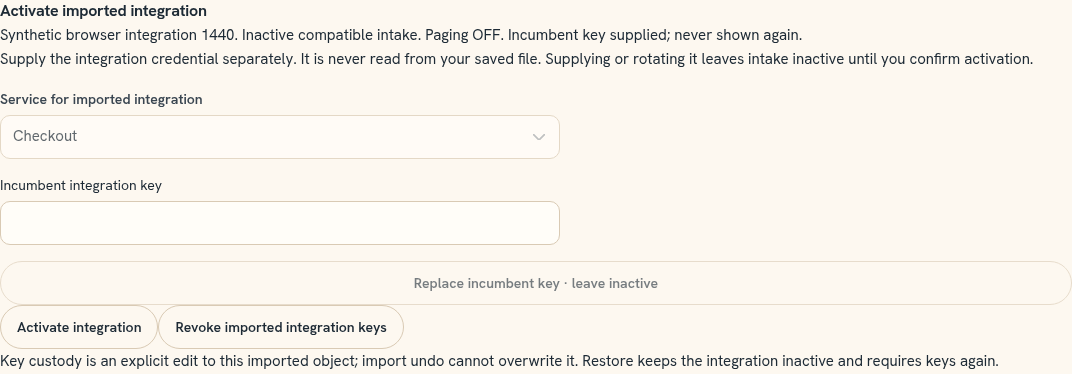 Activate imported integration
Synthetic browser integration 1440. Inactive compatible intake. Paging OFF. Incumbent key supplied; never shown again.
Supply the integration credential separately. It is never read from your saved file. Supplying or rotating it leaves intake inactive until you confirm activation.
Service for imported integration
Checkout
Incumbent integration key
Replace incumbent key · leave inactive
Activate integration
Revoke imported integration keys
Key custody is an explicit edit to this imported object; import undo cannot overwrite it. Restore keeps the integration inactive and requires keys again.